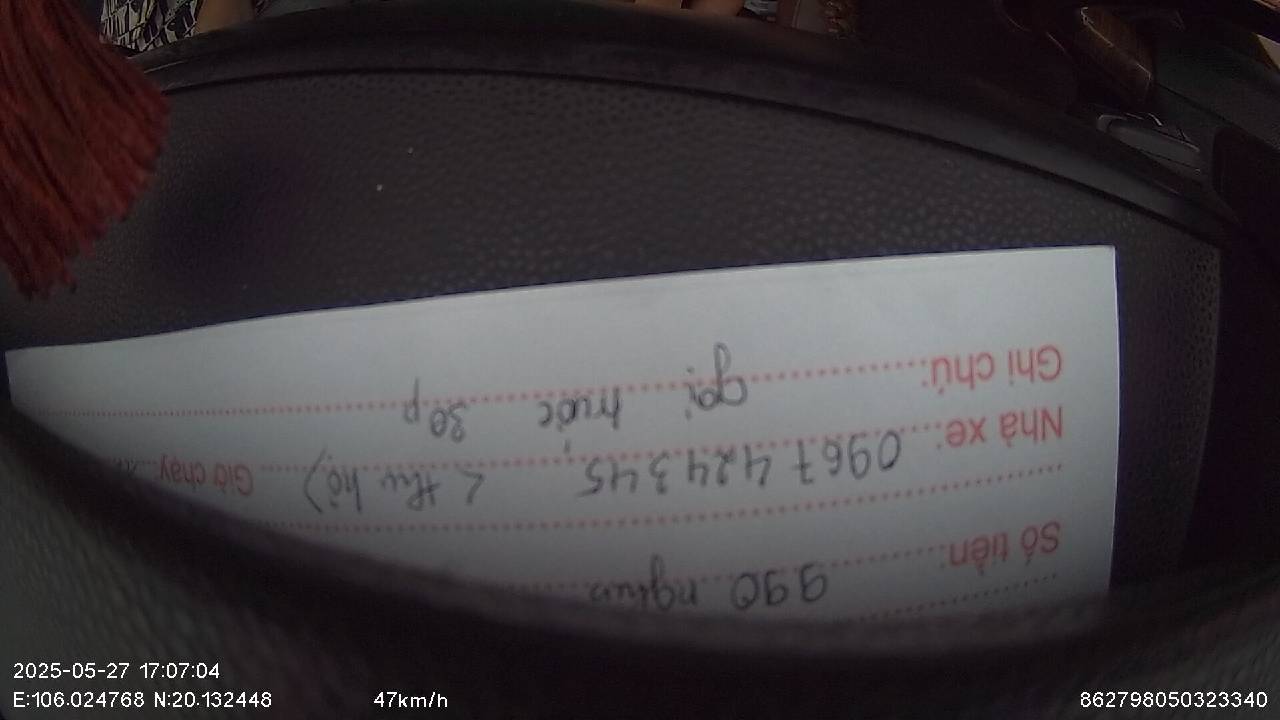 Số tiền: 990 nghìn
Nhà xe: 0967 424 345 (thu hộ) Giờ chạy
Ghi chú: gọi trước 30p
2025-05-27 17:07:04
E:106.024768 N:20.132448 47km/h 862798050323340